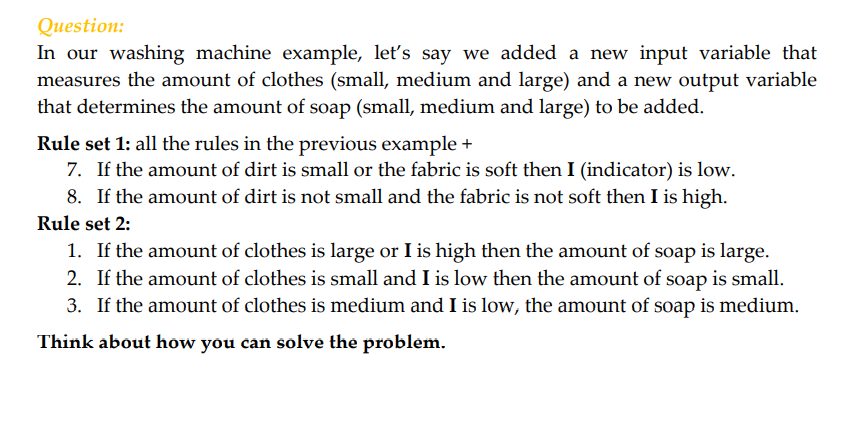 Question:
In our washing machine example, let's say we added a new input variable that
measures the amount of clothes (small, medium and large) and a new output variable
that determines the amount of soap (small, medium and large) to be added.
Rule set 1: all the rules in the previous example +
7. If the amount of dirt is small or the fabric is soft then I (indicator) is low.
8. If the amount of dirt is not small and the fabric is not soft then I is high.
Rule set 2:
1. If the amount of clothes is large or I is high then the amount of soap is large.
2. If the amount of clothes is small and I is low then the amount of soap is small.
3. If the amount of clothes is medium and I is low, the amount of soap is medium.
Think about how you can solve the problem.